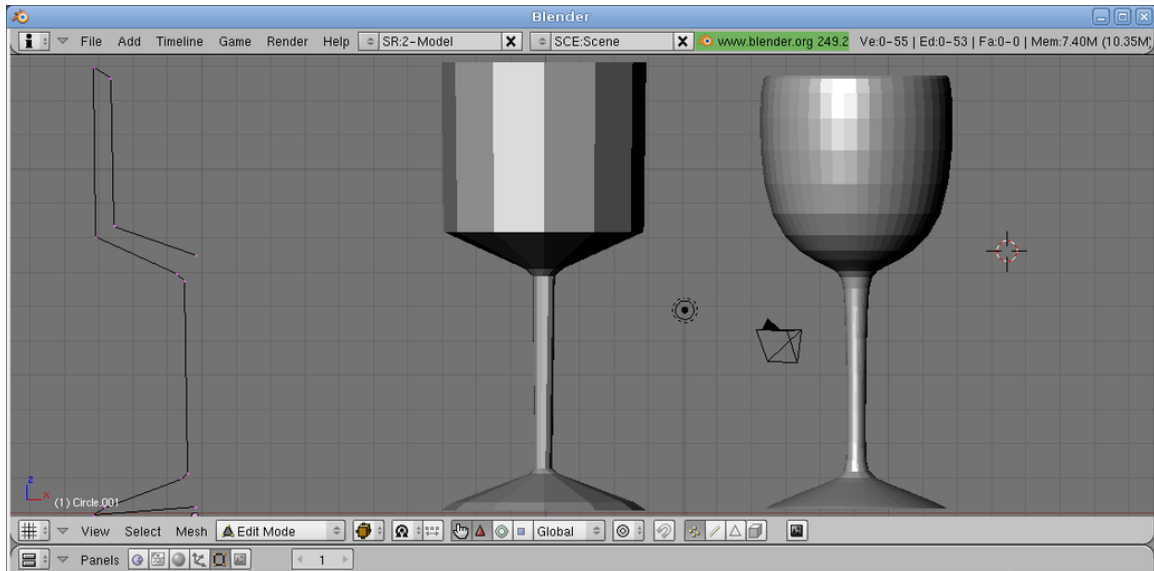 Blender
File Add Timeline Game Render Help SR:2-Model X SCE:Scene X www.blender.org 249.2 Ve:0-55 | Ed:0-53 | Fa:0-0 | Mem:7.40M (10.35M)
z
x
(1) Circle.001
View Select Mesh Edit Mode Global
Panels 1